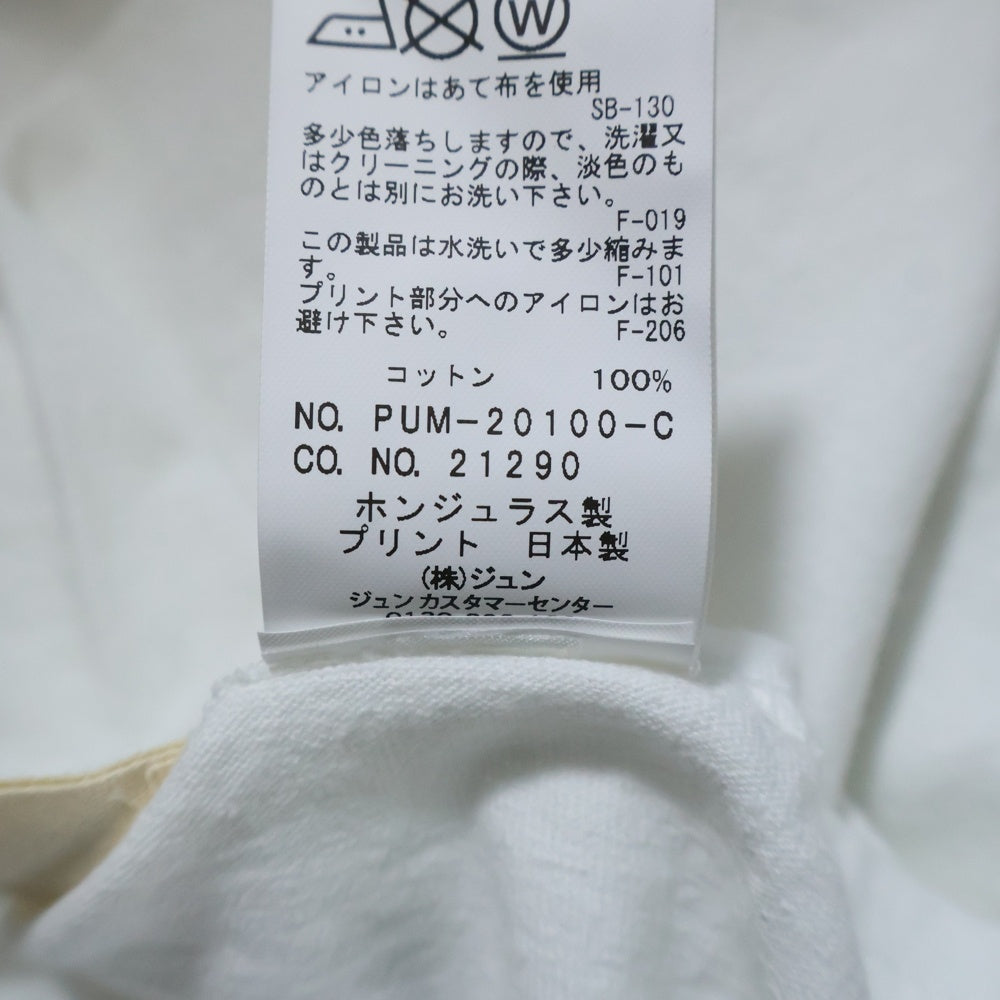 W
アイロンはあて布を使用
SB-130
多少色落ちしますので、洗濯又
はクリーニングの際、淡色のも
のとは別にお洗い下さい。
F-019
この製品は水洗いで多少縮みま
す。
F-101
プリント部分へのアイロンはお
避け下さい。
F-206
コットン 100%
NO. PUM-20100-C
CO. NO. 21290
ホンジュラス製
プリント 日本製
(株)ジュン
ジュン カスタマーセンター